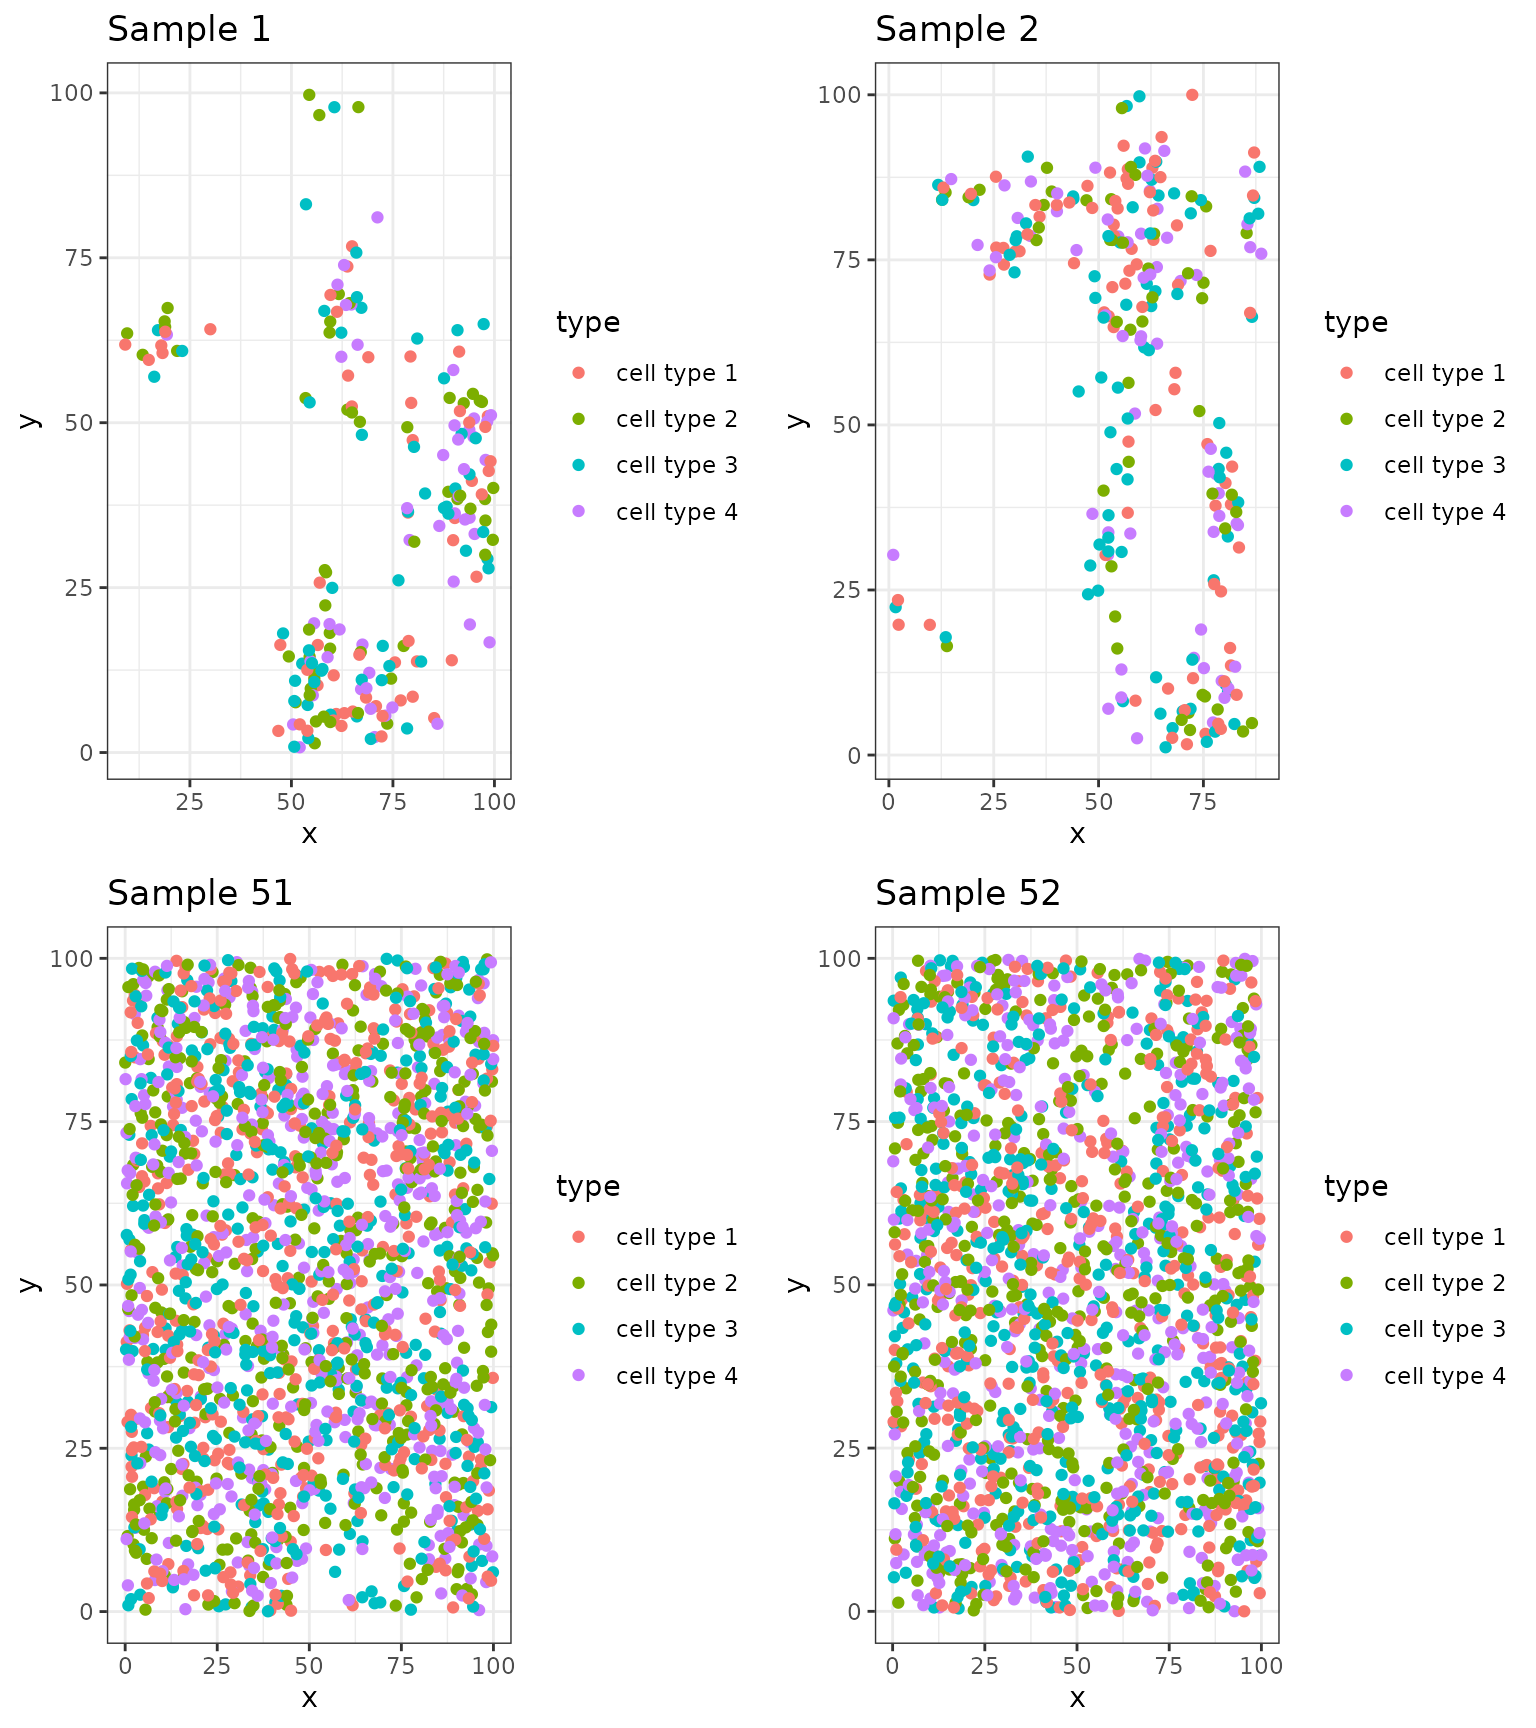 Sample 1
100
75
50
25
0
25 50 75 100
x
y
type
cell type 1
cell type 2
cell type 3
cell type 4
Sample 2
100
75
50
25
0
0 25 50 75
x
y
type
cell type 1
cell type 2
cell type 3
cell type 4
Sample 51
100
75
50
25
0
0 25 50 75 100
x
y
type
cell type 1
cell type 2
cell type 3
cell type 4
Sample 52
100
75
50
25
0
0 25 50 75 100
x
y
type
cell type 1
cell type 2
cell type 3
cell type 4